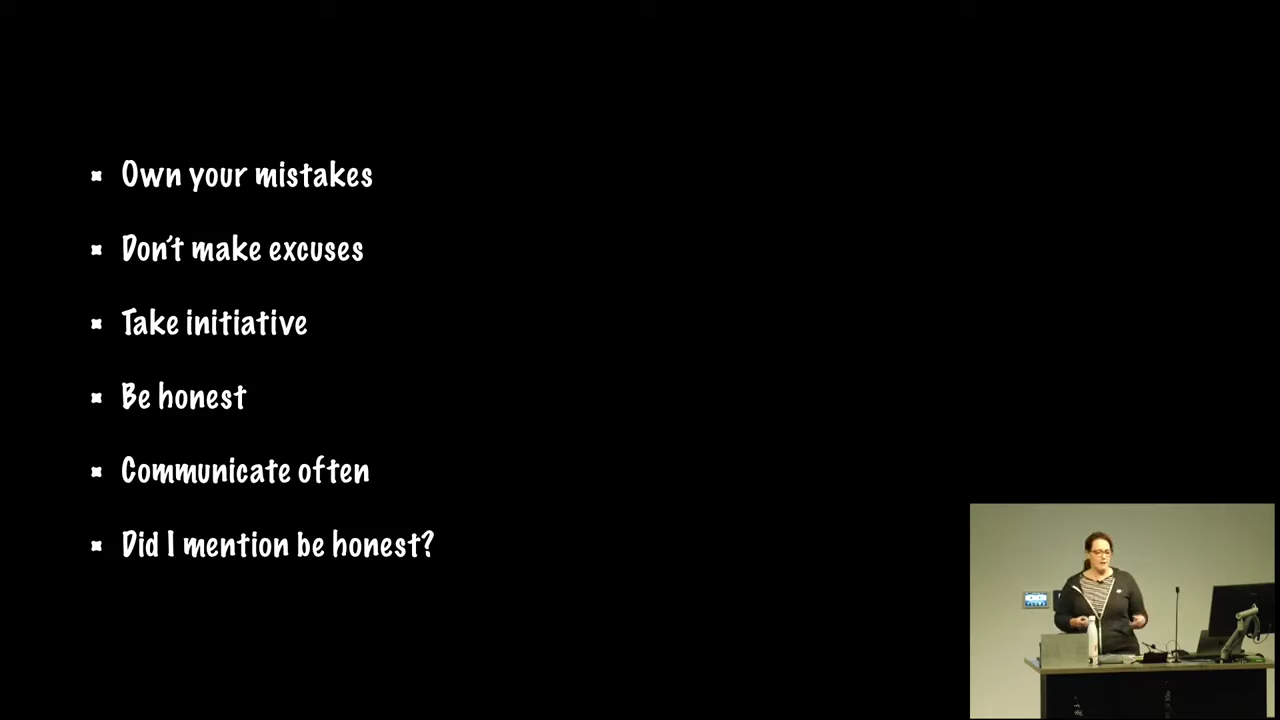 Own your mistakes
Don't make excuses
Take initiative
Be honest
Communicate often
Did I mention be honest?